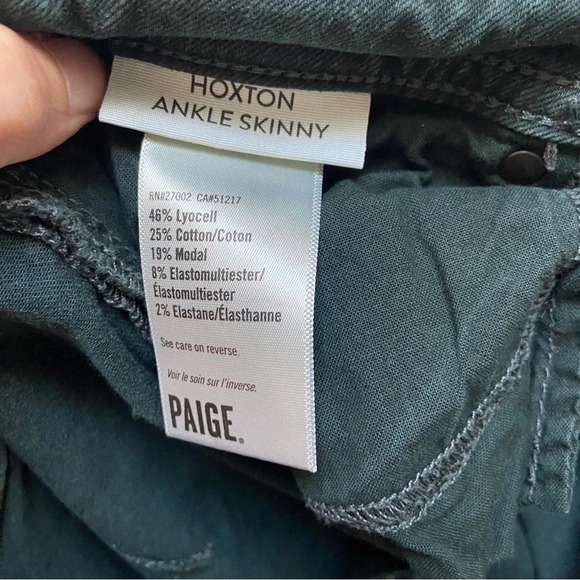 HOXTON
ANKLE SKINNY
RN#27002 CA#51217
46% Lyocell
25% Cotton/Coton
19% Modal
8% Elastomultiester/
Élastomultiester
2% Elastane/Élasthanne
See care on reverse.
Voir le soin sur l'inverse.
PAIGE®